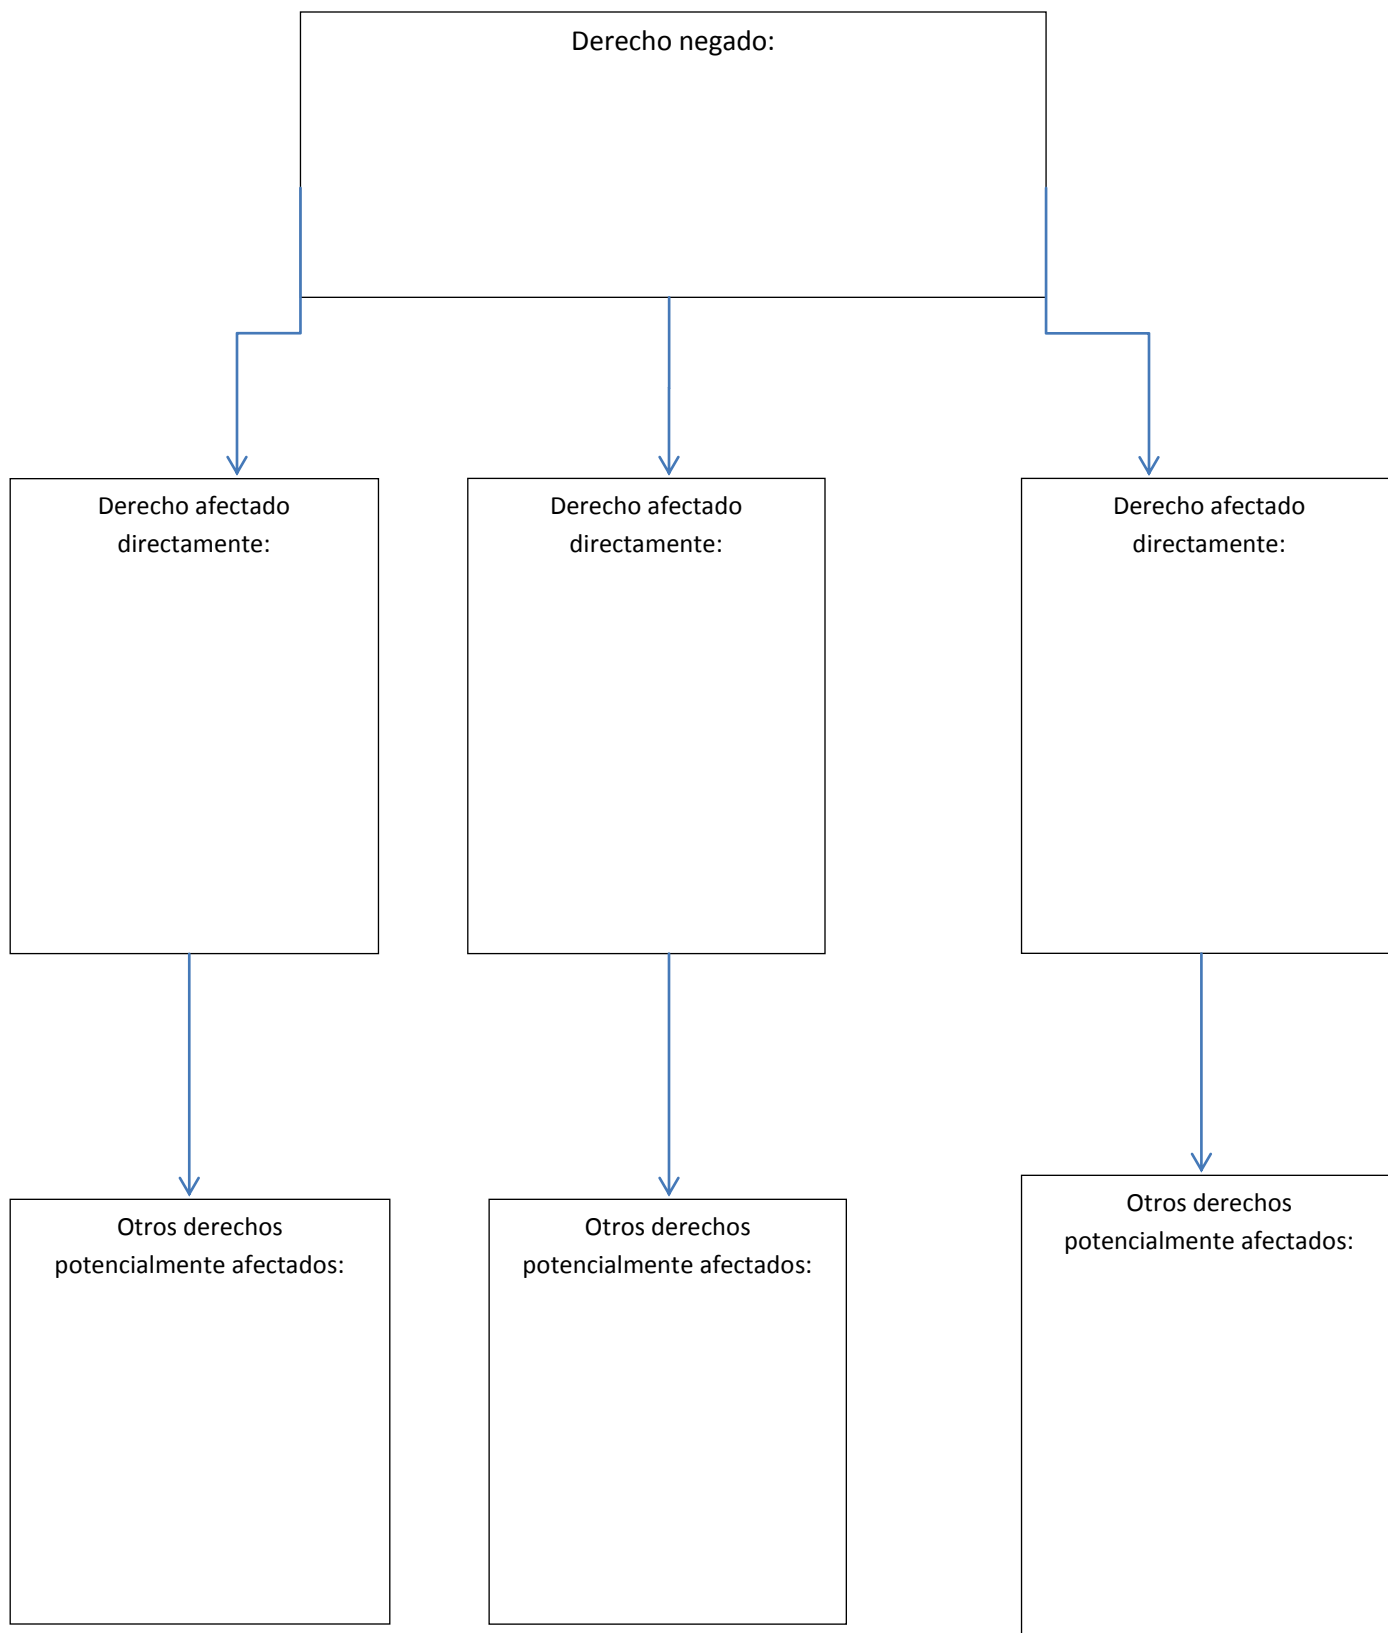 Derecho negado:
Derecho afectado
directamente:
Derecho afectado
directamente:
Derecho afectado
directamente:
Otros derechos
potencialmente afectados:
Otros derechos
potencialmente afectados:
Otros derechos
potencialmente afectados: